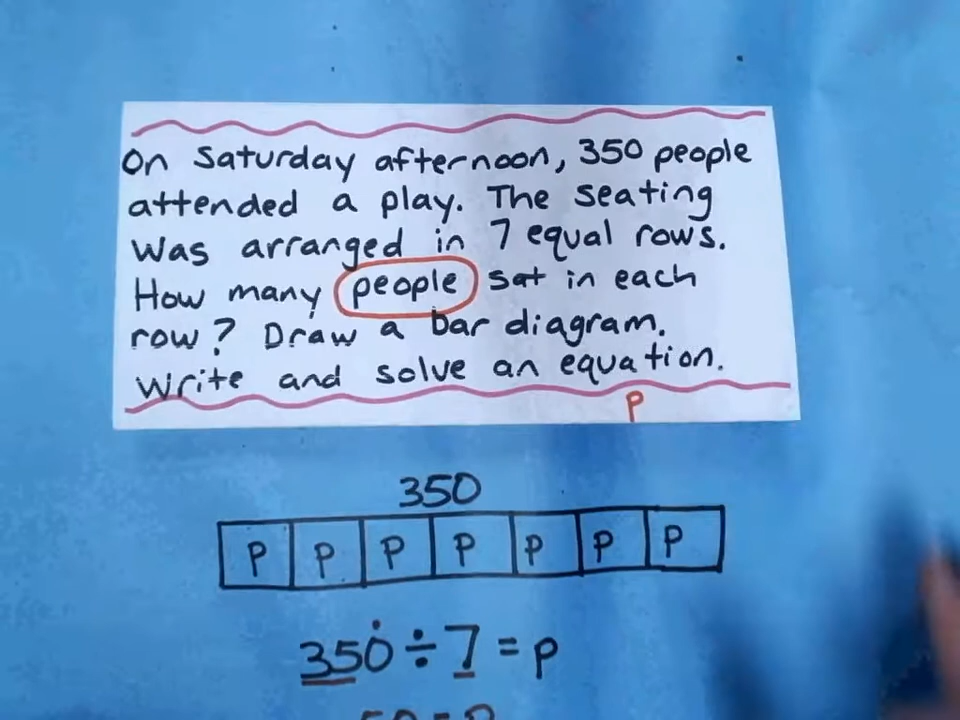 On Saturday afternoon, 350 people
attended a play. The seating
Was arranged in 7 equal rows.
How many people sat in each
row? Draw a bar diagram.
Write and solve an equation.
P
350
P P P P P P P
350 ÷ 7 = p
50 = P